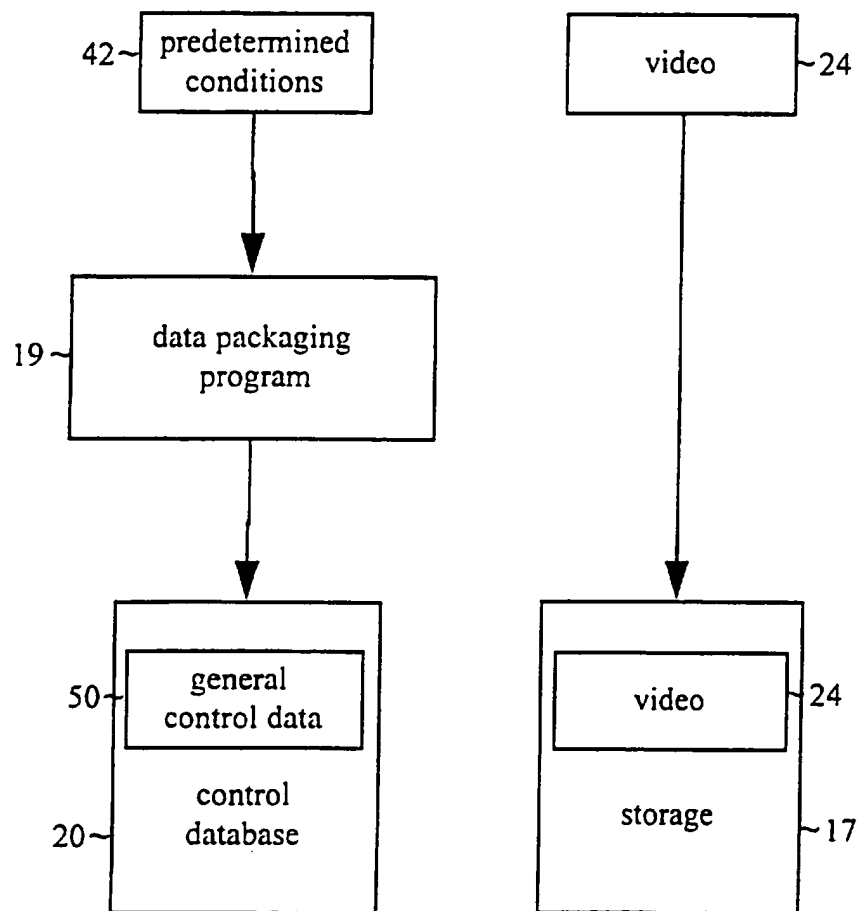 42 ~ predetermined conditions
video ~ 24
19 ~ data packaging program
50 ~ general control data
video ~ 24
20 ~ control database
storage ~ 17